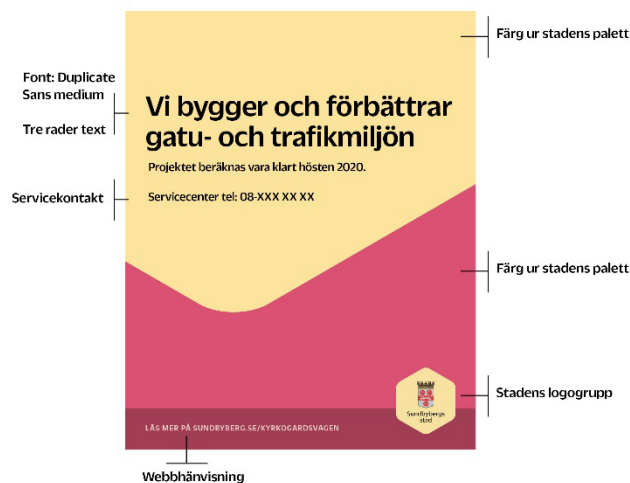 Färg ur stadens palett
Font: Duplicate
Sans medium
Tre rader text
Vi bygger och förbättrar
gatu- och trafikmiljön
Projektet beräknas vara klart hösten 2020.
Servicekontakt
Servicecenter tel: 08-XXX XX XX
Färg ur stadens palett
Stadens logogrupp
Sundbybergs
stad
LÄS MER PÅ SUNDBYBERG.SE/KYRKOGARDSVAGEN
Webbhänvisning